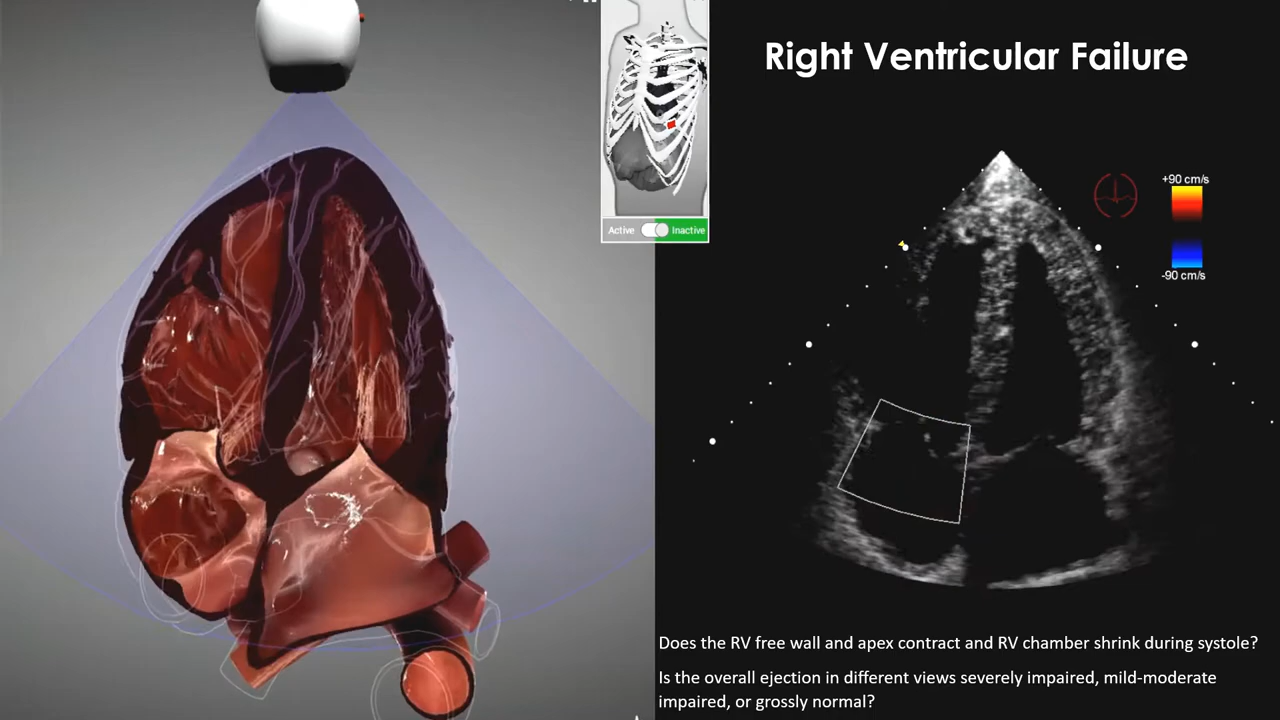 Right Ventricular Failure
Active Inactive
+90 cm/s
-90 cm/s
Does the RV free wall and apex contract and RV chamber shrink during systole?
Is the overall ejection in different views severely impaired, mild-moderate
impaired, or grossly normal?